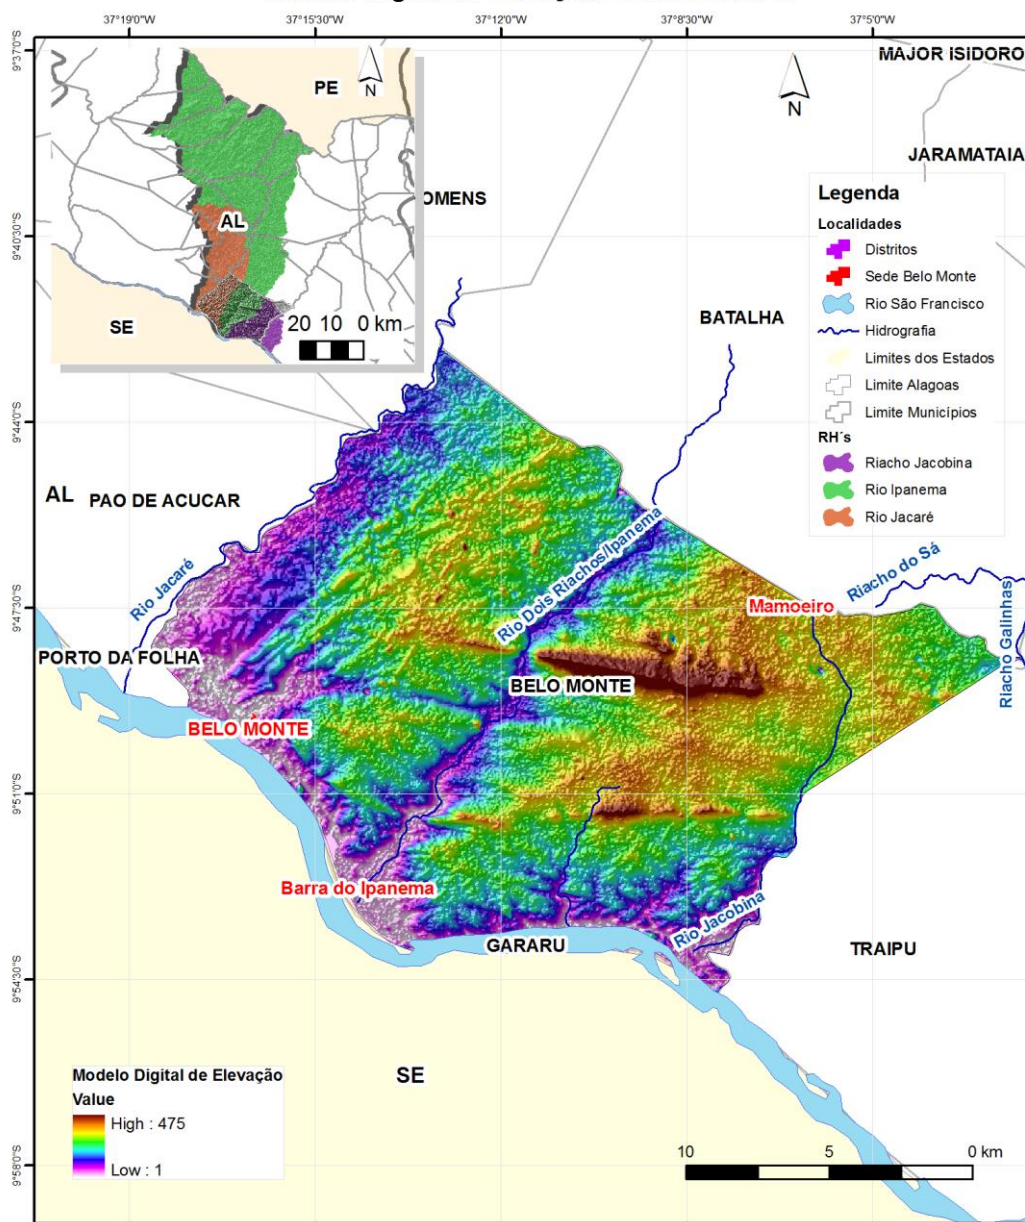 37°19'0"W
37°15'30"W
37°12'0"W
37°8'30"W
37°5'0"W
9°37'0"S
9°40'30"S
9°44'0"S
9°47'30"S
9°51'0"S
9°54'30"S
9°58'0"S
PE
N
AL
SE
20 10 0 km
N
MAJOR ISIDORO
JARAMATAIA
OMENS
BATALHA
Legenda
Localidades
Distritos
Sede Belo Monte
Rio São Francisco
Hidrografia
Limites dos Estados
Limite Alagoas
Limite Municípios
RH´s
Riacho Jacobina
Rio Ipanema
Rio Jacaré
AL
PAO DE ACUCAR
Rio Jacaré
Rio Dois Riachos/Ipanema
Riacho do Sá
Mamoeiro
Riacho Galinhas
PORTO DA FOLHA
BELO MONTE
BELO MONTE
Barra do Ipanema
Rio Jacobina
GARARU
TRAIPU
SE
Modelo Digital de Elevação
Value
High : 475
Low : 1
10 5 0 km